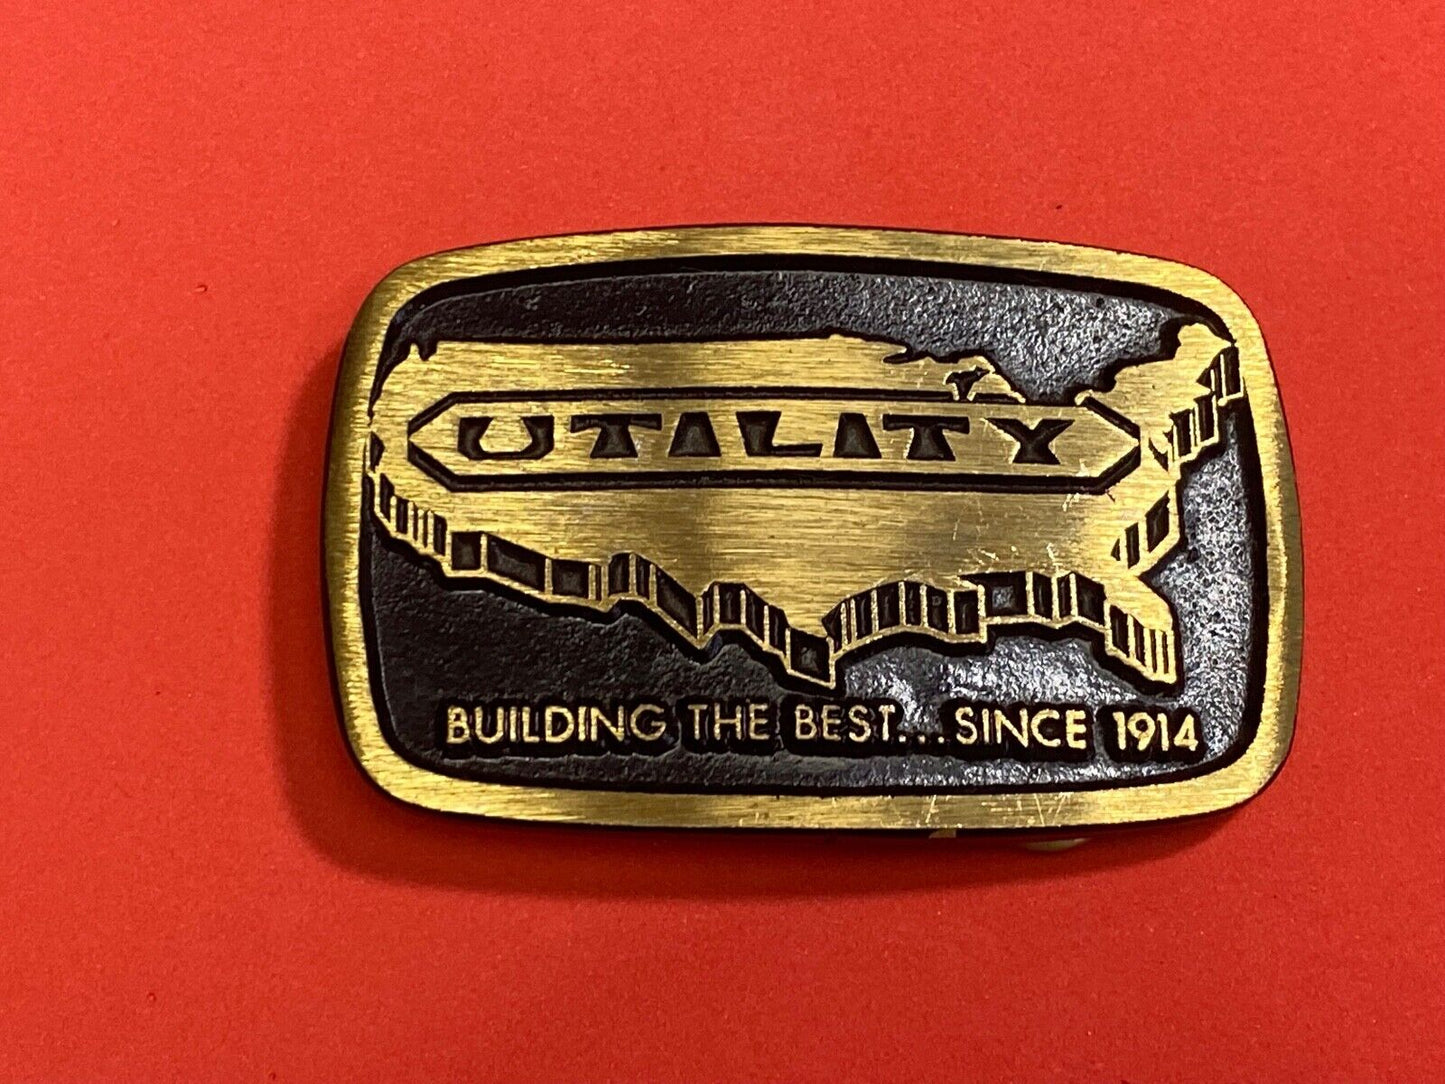 UTILITY
BUILDING THE BEST...SINCE 1914